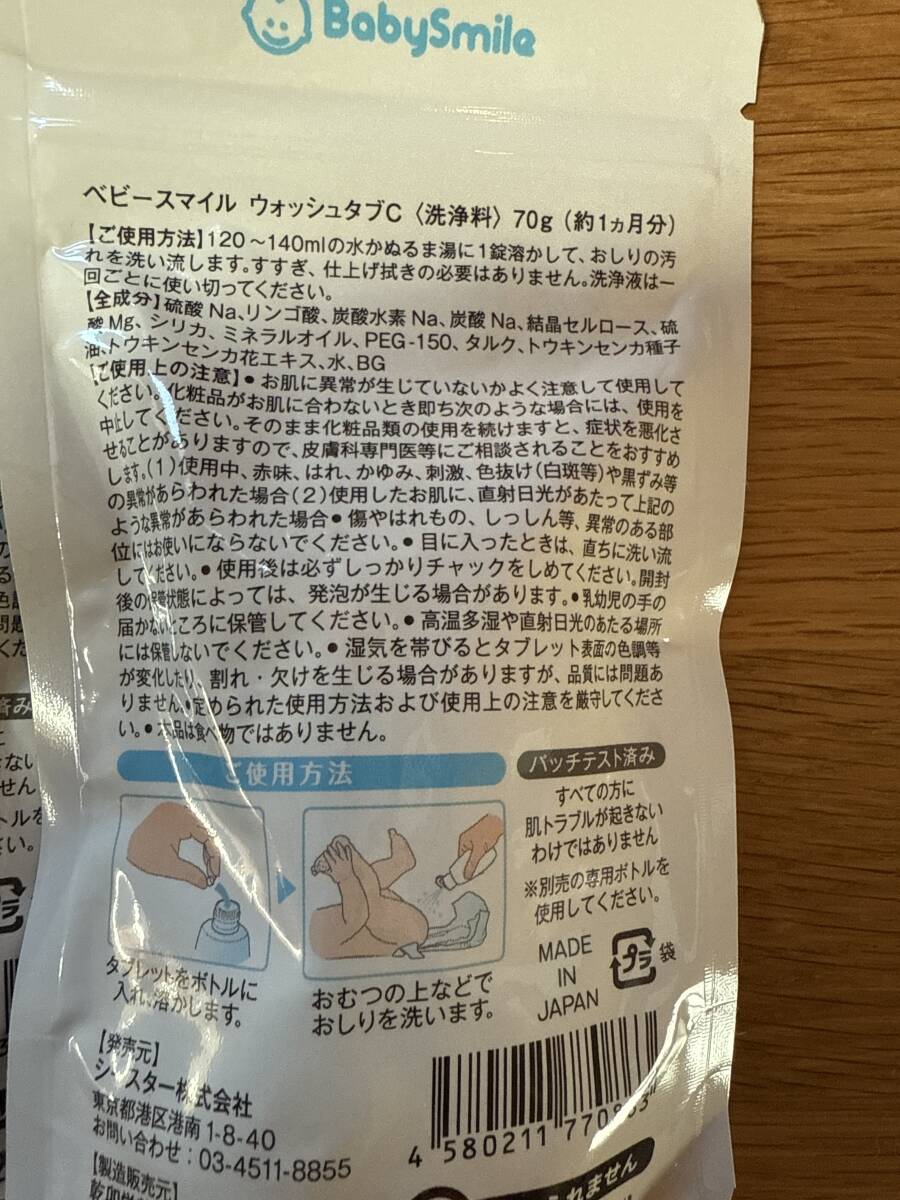 BabySmile
ベビースマイル ウォッシュタブC〈洗浄料〉70g(約1ヵ月分)
【ご使用方法】120~140mlの水かぬるま湯に1錠溶かして、おしりの汚
れを洗い流します。すすぎ、仕上げ拭きの必要はありません。洗浄液は一
回ごとに使い切ってください。
【全成分】硫酸Na、リンゴ酸、炭酸水素Na、炭酸Na、結晶セルロース、硫
酸Mg、シリカ、ミネラルオイル、PEG-150、タルク、トウキンセンカ種子
油、トウキンセンカ花エキス、水、BG
【ご使用上の注意】●お肌に異常が生じていないかよく注意して使用して
ください。化粧品がお肌に合わないとき即ち次のような場合には、使用を
中止してください。そのまま化粧品類の使用を続けますと、症状を悪化さ
せることがありますので、皮膚科専門医等にご相談されることをおすすめ
します。(1)使用中、赤味、はれ、かゆみ、刺激、色抜け(白斑等)や黒ずみ等
の異常があらわれた場合(2)使用したお肌に、直射日光があたって上記の
ような異常があらわれた場合●傷やはれもの、しっしん等、異常のある部
位にはお使いにならないでください。●目に入ったときは、直ちに洗い流
してください。●使用後は必ずしっかりチャックをしめてください。開封
後の保管状態によっては、発泡が生じる場合があります。●乳幼児の手の
届かないところに保管してください。●高温多湿や直射日光のあたる場所
には保管しないでください。●湿気を帯びるとタブレット表面の色調等
が変化したり、割れ・欠けを生じる場合がありますが、品質には問題あ
りません。●定められた使用方法および使用上の注意を厳守してくださ
い。●本品は食べ物ではありません。
ご使用方法
タブレットをボトルに
入れ、溶かします。
おむつの上などで
おしりを洗います。
パッチテスト済み
すべての方に
肌トラブルが起きない
わけではありません
※別売の専用ボトルを
使用してください。
MADE
IN
JAPAN
プラ
袋
【発売元】
シースター株式会社
東京都港区港南1-8-40
お問い合わせ:03-4511-8855
【製造販売元】
4 580211 770
れません